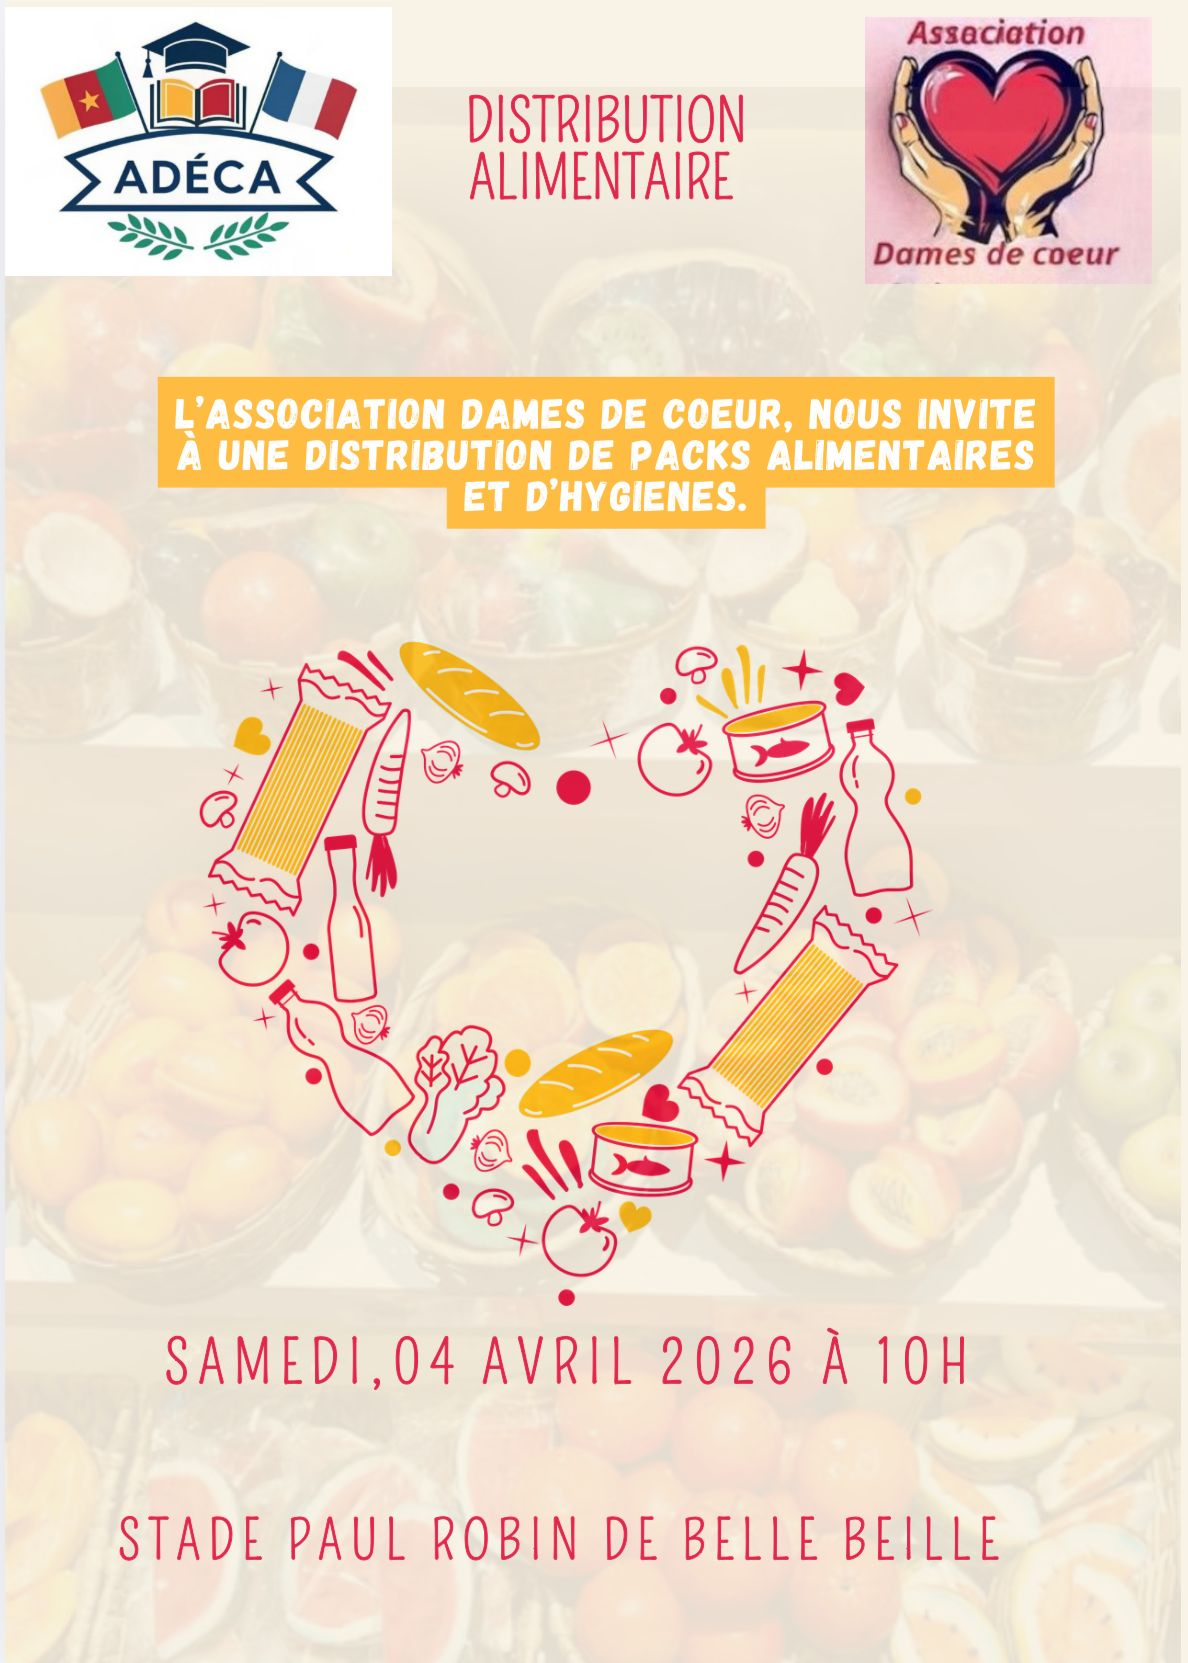 ADÉCA
DISTRIBUTION
ALIMENTAIRE
Association
Dames de coeur
L'ASSOCIATION DAMES DE COEUR, NOUS INVITE
À UNE DISTRIBUTION DE PACKS ALIMENTAIRES
ET D'HYGIENES.
SAMEDI,04 AVRIL 2026 À 10H
STADE PAUL ROBIN DE BELLE BEILLE